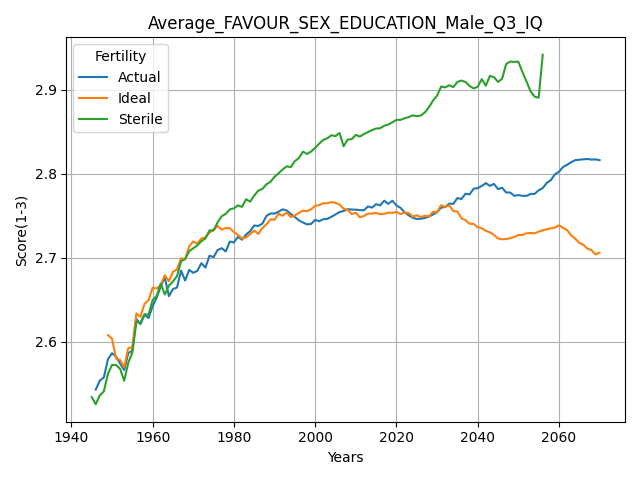 Average_FAVOUR_SEX_EDUCATION_Male_Q3_IQ
Fertility
Actual
Ideal
Sterile
Score(1-3)
2.9
2.8
2.7
2.6
1940 1960 1980 2000 2020 2040 2060
Years